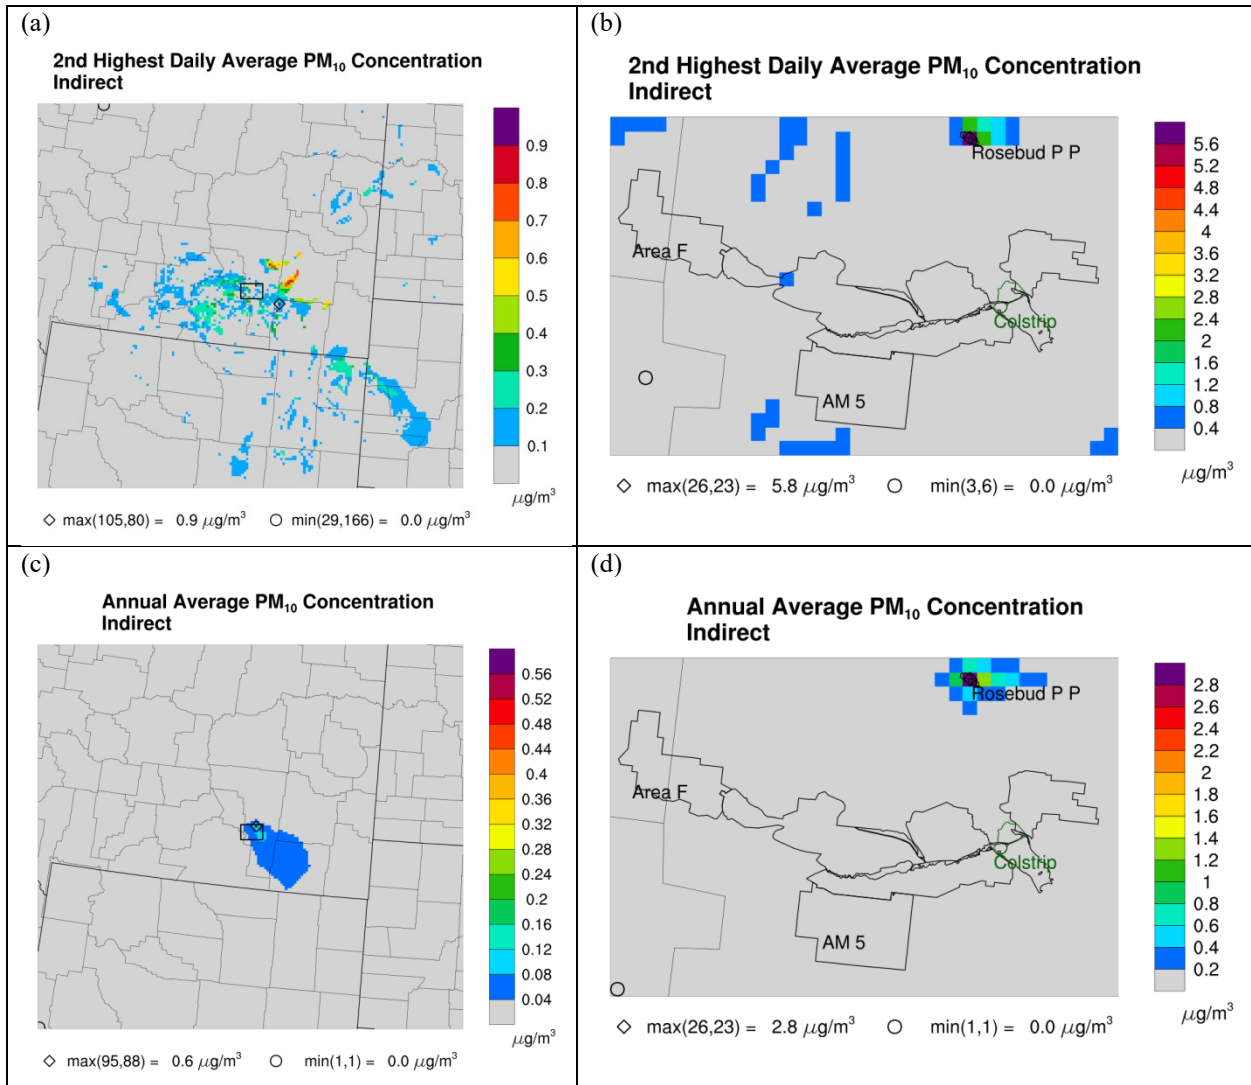 (a)
2nd Highest Daily Average PM₁₀ Concentration
Indirect
0.9
0.8
0.7
0.6
0.5
0.4
0.3
0.2
0.1
μg/m³
max(105,80) = 0.9 μg/m³ min(29,166) = 0.0 μg/m³
(b)
2nd Highest Daily Average PM₁₀ Concentration
Indirect
Rosebud P P
Area F
Colstrip
AM 5
5.6
5.2
4.8
4.4
4
3.6
3.2
2.8
2.4
2
1.6
1.2
0.8
0.4
μg/m³
max(26,23) = 5.8 μg/m³ min(3,6) = 0.0 μg/m³
(c)
Annual Average PM₁₀ Concentration
Indirect
0.56
0.52
0.48
0.44
0.4
0.36
0.32
0.28
0.24
0.2
0.16
0.12
0.08
0.04
μg/m³
max(95,88) = 0.6 μg/m³ min(1,1) = 0.0 μg/m³
(d)
Annual Average PM₁₀ Concentration
Indirect
Rosebud P P
Area F
Colstrip
AM 5
2.8
2.6
2.4
2.2
2
1.8
1.6
1.4
1.2
1
0.8
0.6
0.4
0.2
μg/m³
max(26,23) = 2.8 μg/m³ min(1,1) = 0.0 μg/m³